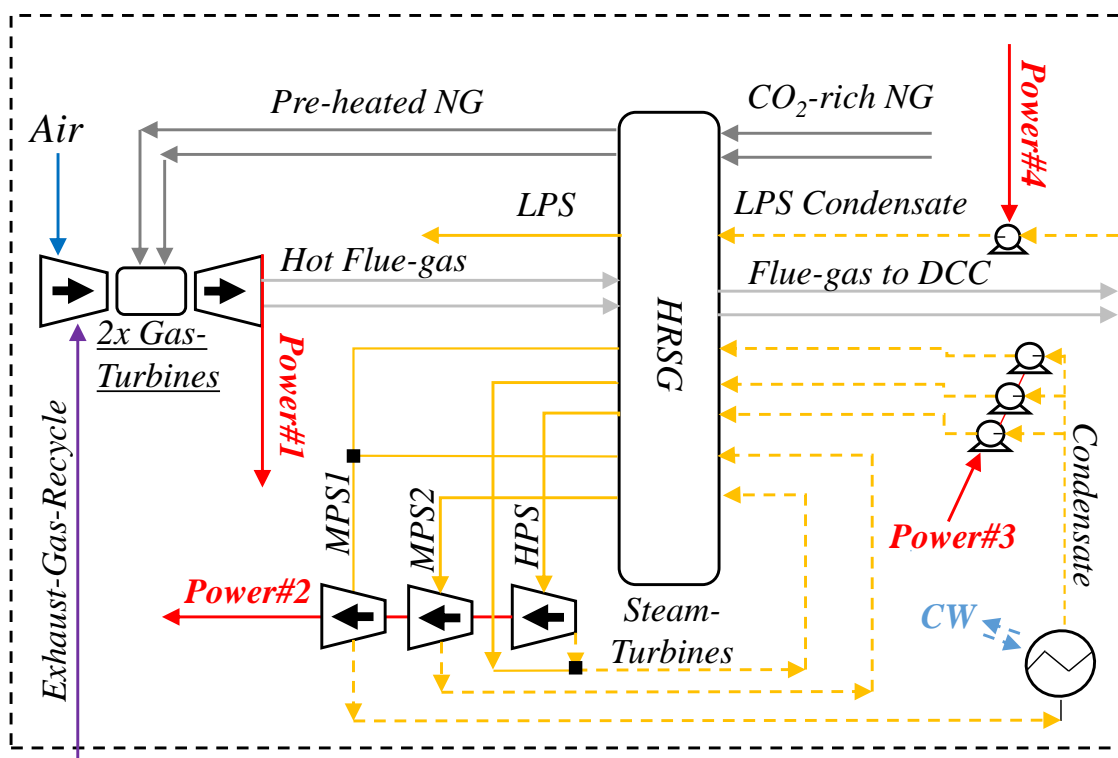 Pre-heated NG
CO₂-rich NG
Power#4
Air
LPS
LPS Condensate
Hot Flue-gas
Flue-gas to DCC
HRSG
2x Gas-
Turbines
Power#1
Exhaust-Gas-Recycle
MPS1
MPS2
HPS
Condensate
Power#3
Power#2
Steam-
Turbines
CW